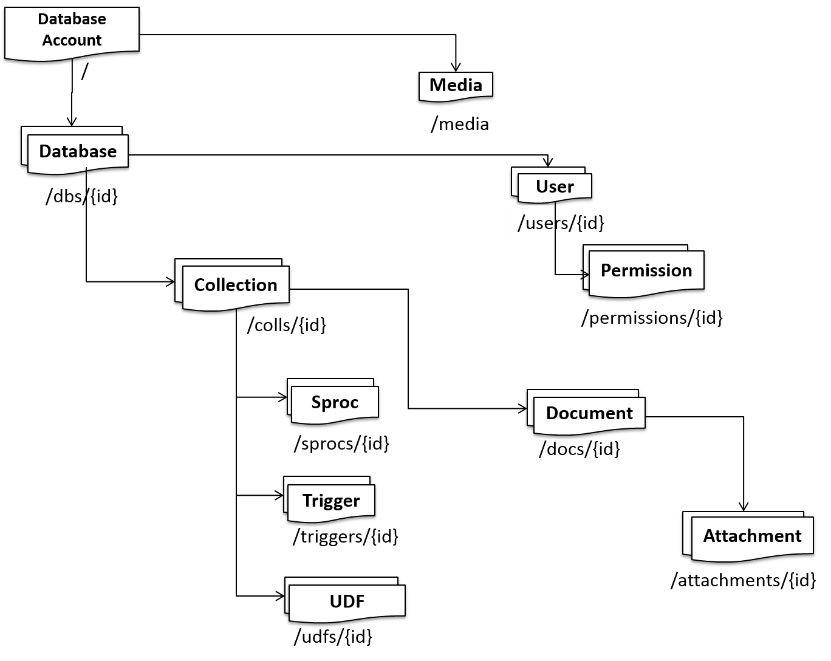 Database
Account
/
Media
/media
Database
/dbs/{id}
User
/users/{id}
Permission
/permissions/{id}
Collection
/colls/{id}
Sproc
/sprocs/{id}
Document
/docs/{id}
Trigger
/triggers/{id}
Attachment
/attachments/{id}
UDF
/udfs/{id}